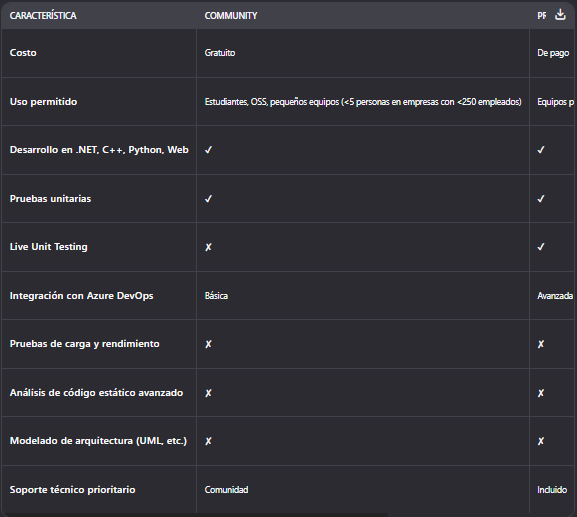 CARACTERÍSTICA COMMUNITY PR
Costo Gratuito De pago
Uso permitido Estudiantes, OSS, pequeños equipos (<5 personas en empresas con <250 empleados) Equipos p
Desarrollo en .NET, C++, Python, Web ✓ ✓
Pruebas unitarias ✓ ✓
Live Unit Testing ✗ ✓
Integración con Azure DevOps Básica Avanzada
Pruebas de carga y rendimiento ✗ ✗
Análisis de código estático avanzado ✗ ✗
Modelado de arquitectura (UML, etc.) ✗ ✗
Soporte técnico prioritario Comunidad Incluido